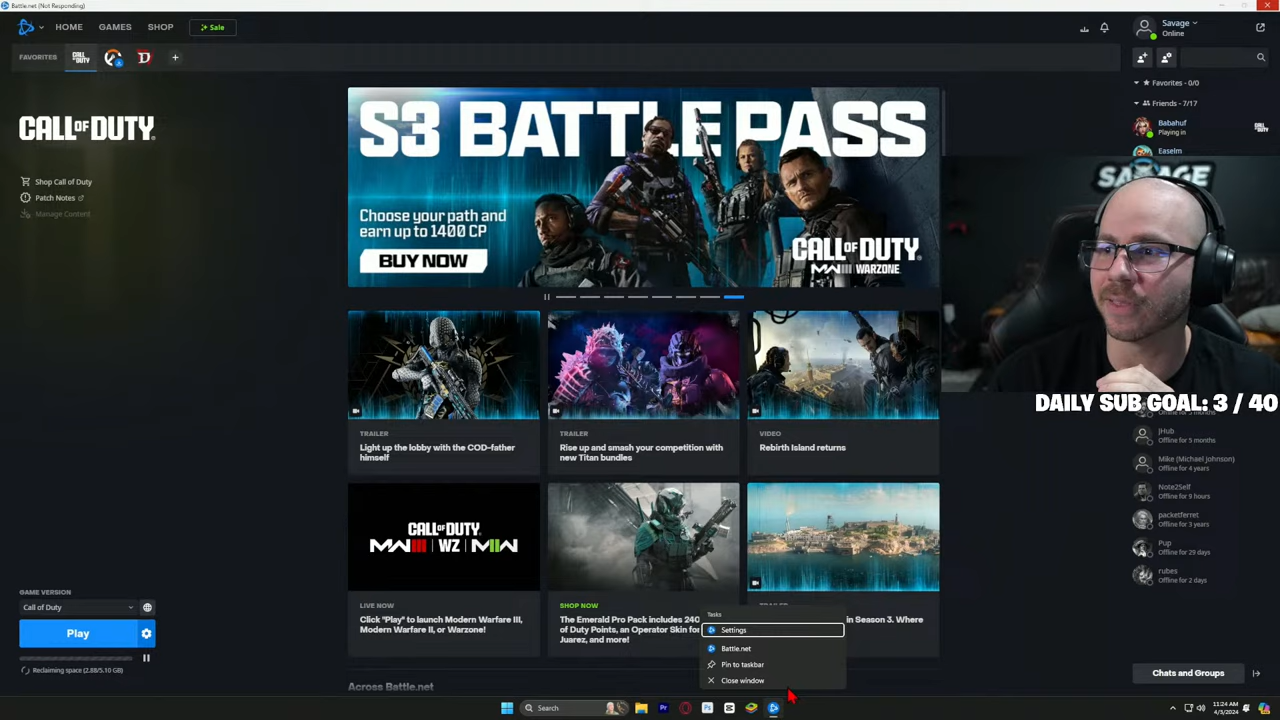 Battle.net (Not Responding)
HOME
GAMES
SHOP
Sale
Savage
Online
FAVORITES
CALL OF DUTY
Favorites - 0/0
Friends - 7/17
Babahuf
Playing in
Easelm
CALL OF DUTY
Shop Call of Duty
Patch Notes
Manage Content
S3 BATTLE PASS
Choose your path and
earn up to 1400 CP
BUY NOW
CALL OF DUTY
MWIII WARZONE
SAVAGE
DAILY SUB GOAL: 3 / 40
TRAILER
Light up the lobby with the COD-father
himself
TRAILER
Rise up and smash your competition with
new Titan bundles
VIDEO
Rebirth Island returns
JHub
Offline for 5 months
Mike (Michael Johnson)
Offline for 4 years
Note2Self
Offline for 9 hours
packetferret
Offline for 3 years
Pup
Offline for 29 days
rubes
Offline for 2 days
CALL OF DUTY
MWIII | WZ | MWII
LIVE NOW
Click "Play" to launch Modern Warfare III,
Modern Warfare II, or Warzone!
SHOP NOW
The Emerald Pro Pack includes 240
of Duty Points, an Operator Skin fo
Juarez, and more!
TRAILER
in Season 3. Where
Tasks
Settings
Battle.net
Pin to taskbar
Close window
GAME VERSION
Call of Duty
Play
Reclaiming space (2.88/5.10 GB)
Across Battle.net
Chats and Groups
Search
11:24 AM
4/3/2024